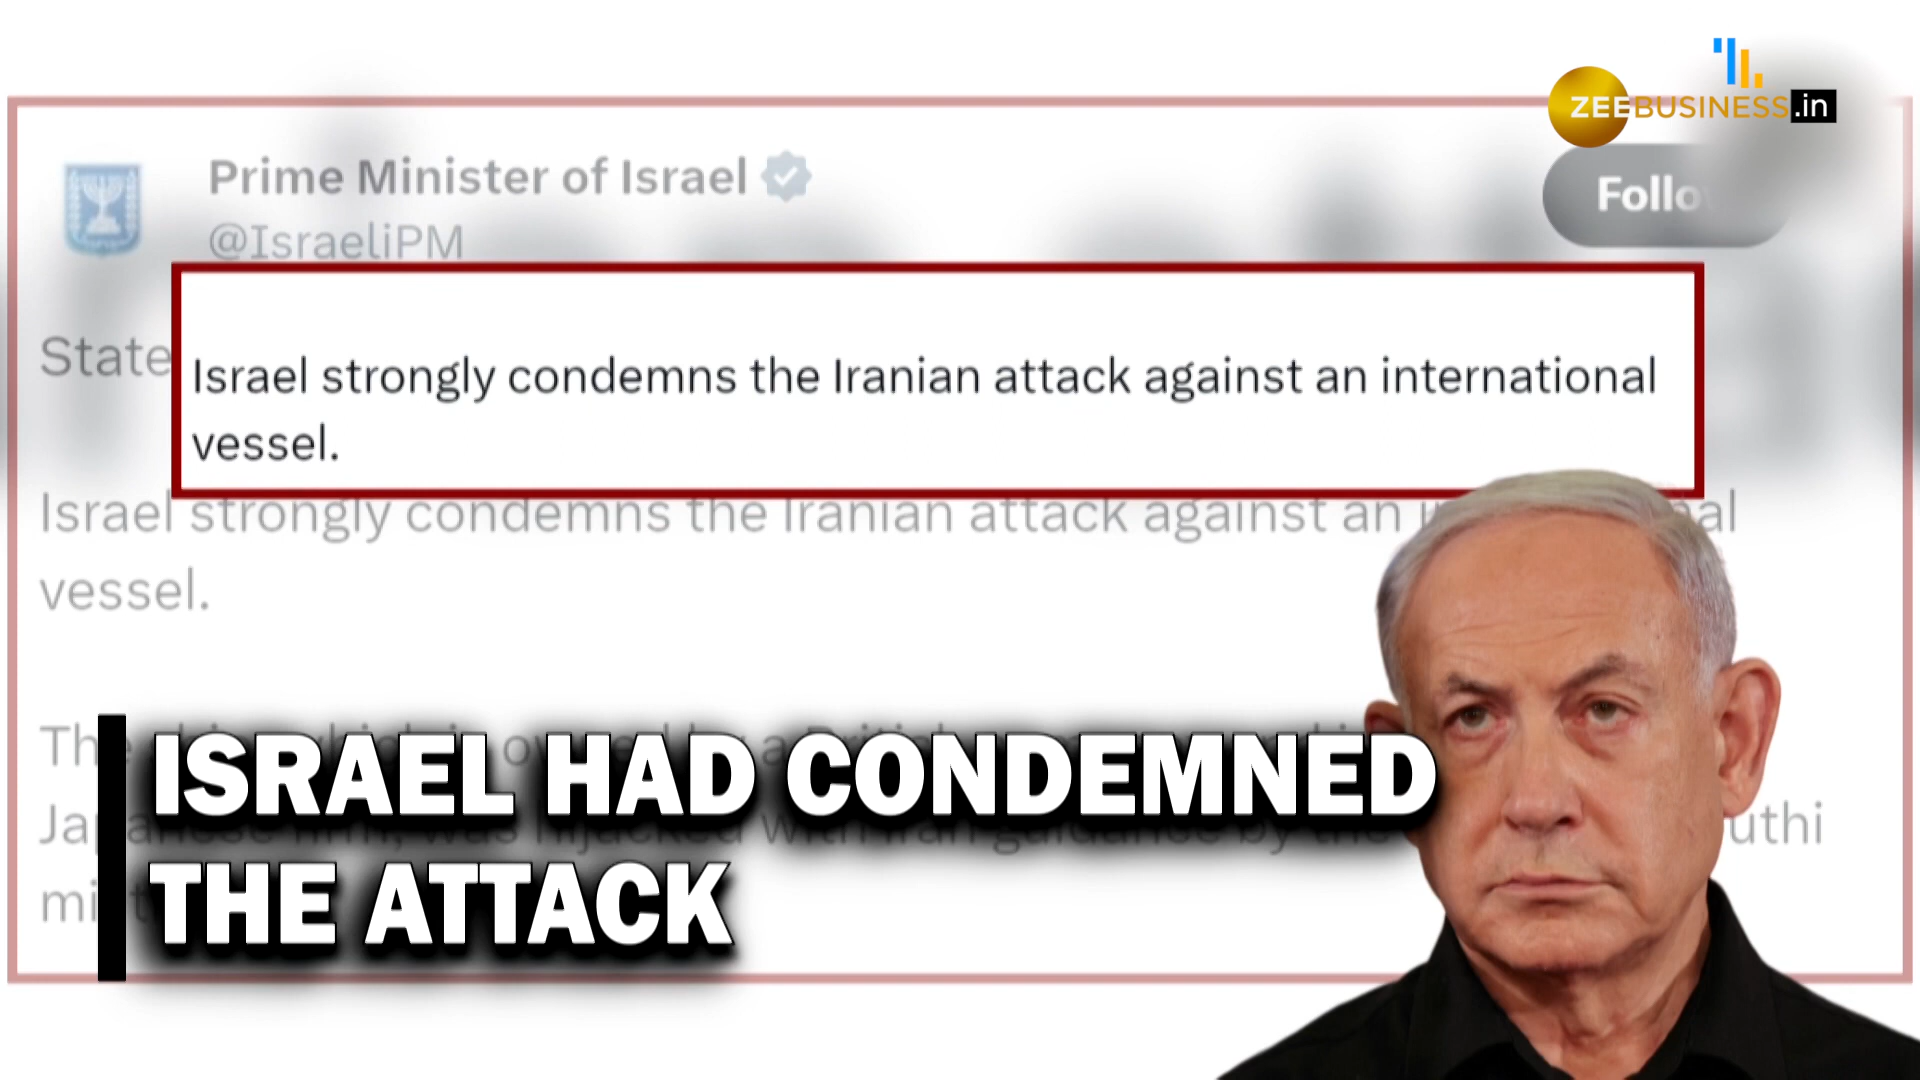 ZEEBUSINESS.in
Prime Minister of Israel
@IsraeliPM
Follo
State
Israel strongly condemns the Iranian attack against an international
vessel.
Israel strongly condemns the Iranian attack against an
vessel.
ISRAEL HAD CONDEMNED
THE ATTACK